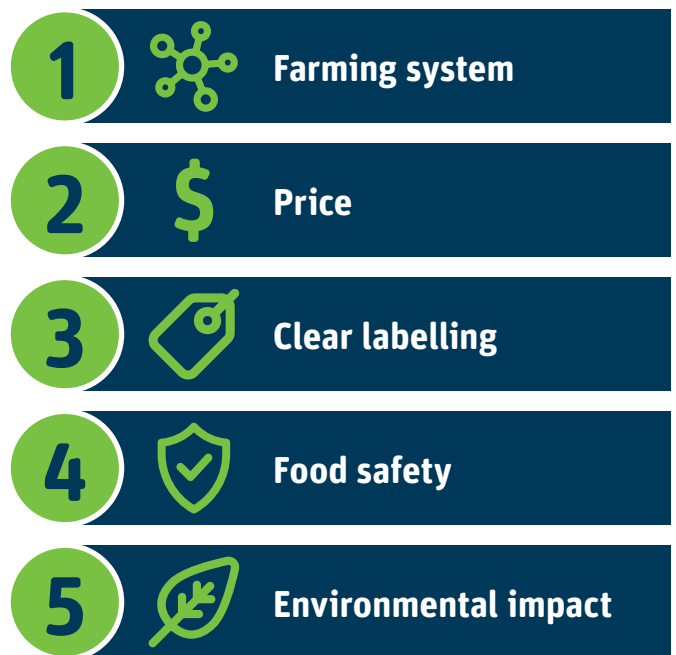 1 Farming system
2 Price
3 Clear labelling
4 Food safety
5 Environmental impact